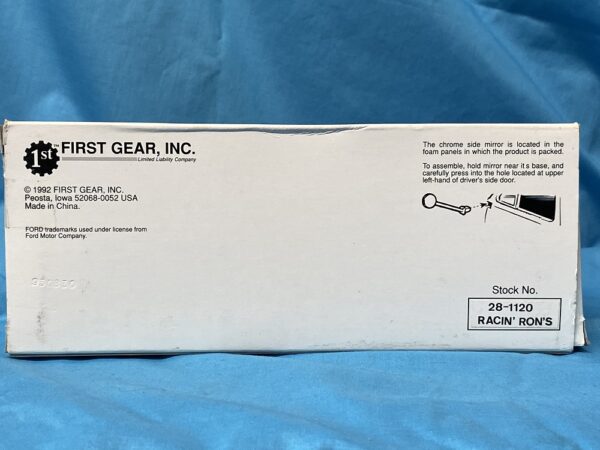 1st FIRST GEAR, INC.
Limited Liability Company
© 1992 FIRST GEAR, INC.
Peosta, Iowa 52068-0052 USA
Made in China.
FORD trademarks used under license from
Ford Motor Company.
The chrome side mirror is located in the
foam panels in which the product is packed.
To assemble, hold mirror near its base, and
carefully press into the hole located at upper
left-hand of driver's side door.
Stock No.
28-1120
RACIN' RON'S